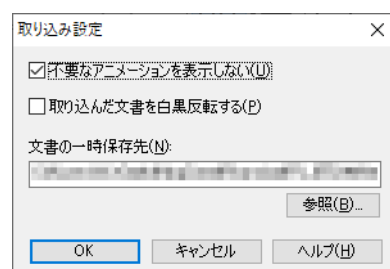 取り込み設定
不要なアニメーションを表示しない(U)
取り込んだ文書を白黒反転する(P)
文書の一時保存先(N):
参照(B)...
OK キャンセル ヘルプ(H)